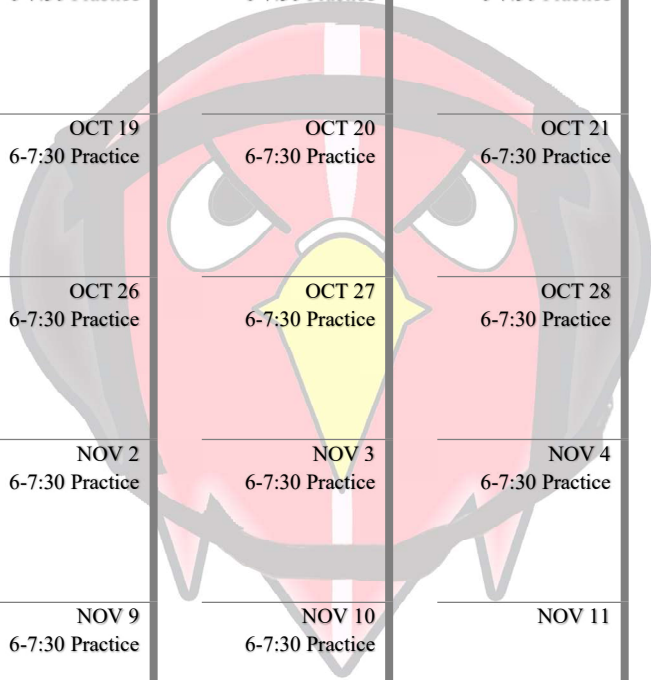 OCT 19 OCT 20 OCT 21
6-7:30 Practice 6-7:30 Practice 6-7:30 Practice
OCT 26 OCT 27 OCT 28
6-7:30 Practice 6-7:30 Practice 6-7:30 Practice
NOV 2 NOV 3 NOV 4
6-7:30 Practice 6-7:30 Practice 6-7:30 Practice
NOV 9 NOV 10 NOV 11
6-7:30 Practice 6-7:30 Practice